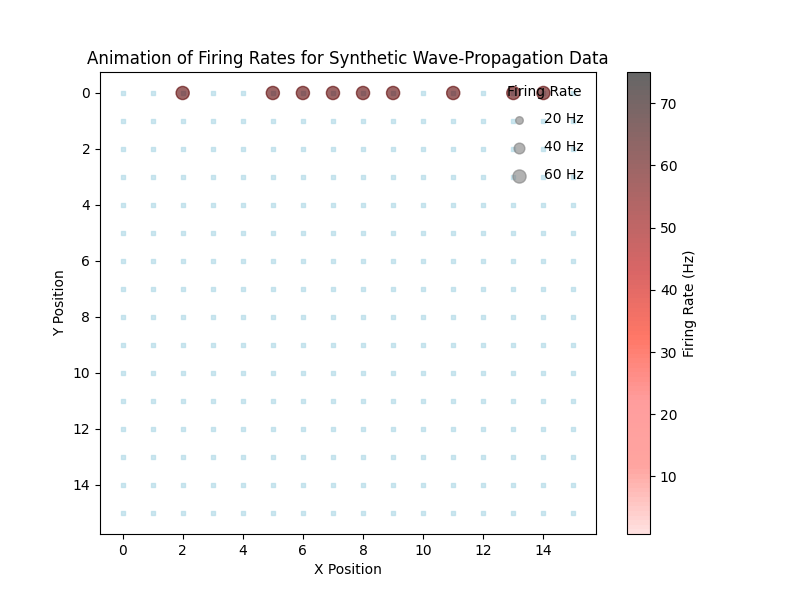 Animation of Firing Rates for Synthetic Wave-Propagation Data
Firing Rate
20 Hz
40 Hz
60 Hz
0
2
4
6
8
10
12
14
Y Position
0 2 4 6 8 10 12 14
X Position
70
60
50
40
30
20
10
Firing Rate (Hz)